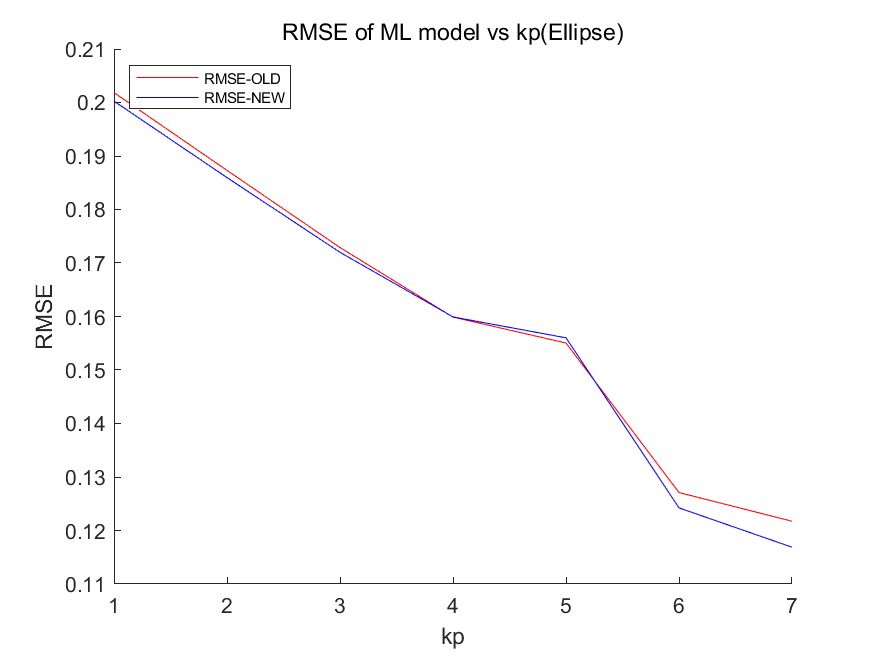 RMSE of ML model vs kp(Ellipse)
0.21
RMSE-OLD
RMSE-NEW
0.2
0.19
0.18
0.17
0.16
0.15
0.14
0.13
0.12
0.11
RMSE
1 2 3 4 5 6 7
kp